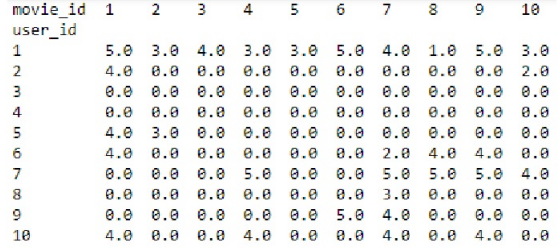 movie_id 1 2 3 4 5 6 7 8 9 10
user_id
1 5.0 3.0 4.0 3.0 3.0 5.0 4.0 1.0 5.0 3.0
2 4.0 0.0 0.0 0.0 0.0 0.0 0.0 0.0 0.0 2.0
3 0.0 0.0 0.0 0.0 0.0 0.0 0.0 0.0 0.0 0.0
4 0.0 0.0 0.0 0.0 0.0 0.0 0.0 0.0 0.0 0.0
5 4.0 3.0 0.0 0.0 0.0 0.0 0.0 0.0 0.0 0.0
6 4.0 0.0 0.0 0.0 0.0 0.0 2.0 4.0 4.0 0.0
7 0.0 0.0 0.0 5.0 0.0 0.0 5.0 5.0 5.0 4.0
8 0.0 0.0 0.0 0.0 0.0 0.0 3.0 0.0 0.0 0.0
9 0.0 0.0 0.0 0.0 0.0 5.0 4.0 0.0 0.0 0.0
10 4.0 0.0 0.0 4.0 0.0 0.0 4.0 0.0 4.0 0.0